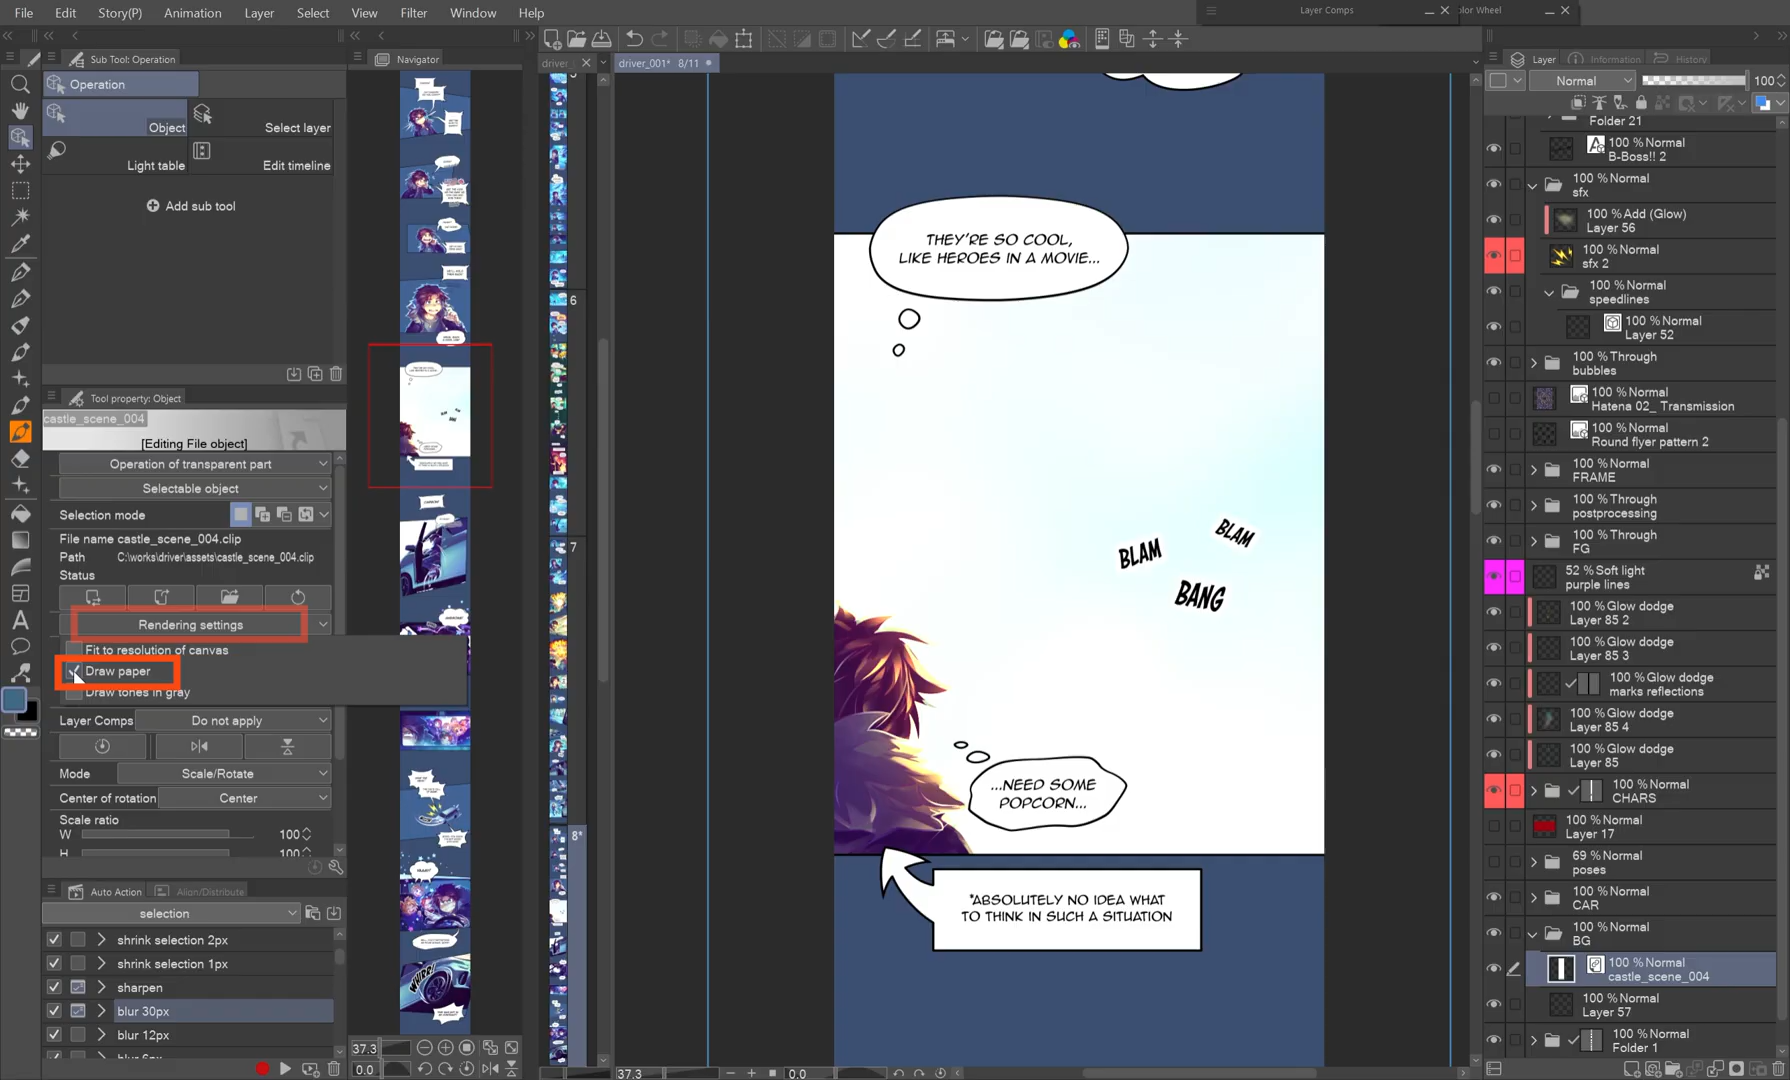 File Edit Story(P) Animation Layer Select View Filter Window Help
Layer Comps
olor Wheel
Sub Tool: Operation
Operation
Object
Select layer
Light table
Edit timeline
Add sub tool
Tool property: Object
castle_scene_004
[Editing File object]
Operation of transparent part
Selectable object
Selection mode
File name castle_scene_004.clip
Path C:\works\driver\assets\castle_scene_004.clip
Status
Rendering settings
Fit to resolution of canvas
Draw paper
Draw tones in gray
Layer Comps Do not apply
Mode Scale/Rotate
Center of rotation Center
Scale ratio
W 100
H 100
Auto Action Align/Distribute
selection
shrink selection 2px
shrink selection 1px
sharpen
blur 30px
blur 12px
blur 6px
Navigator
37.3
0.0
driver_
driver_001* 8/11
6
7
8*
THEY'RE SO COOL,
LIKE HEROES IN A MOVIE...
BLAM
BLAM
BANG
...NEED SOME
POPCORN...
*ABSOLUTELY NO IDEA WHAT
TO THINK IN SUCH A SITUATION
WHIRR!
37.3
0.0
Layer Information History
Normal 100
Folder 21
100 % Normal
B-Boss!! 2
100 % Normal
sfx
100 % Add (Glow)
Layer 56
100 % Normal
sfx 2
100 % Normal
speedlines
100 % Normal
Layer 52
100 % Through
bubbles
100 % Normal
Hatena 02_ Transmission
100 % Normal
Round flyer pattern 2
100 % Normal
FRAME
100 % Through
postprocessing
100 % Through
FG
52 % Soft light
purple lines
100 % Glow dodge
Layer 85 2
100 % Glow dodge
Layer 85 3
100 % Glow dodge
marks reflections
100 % Glow dodge
Layer 85 4
100 % Glow dodge
Layer 85
100 % Normal
CHARS
100 % Normal
Layer 17
69 % Normal
poses
100 % Normal
CAR
100 % Normal
BG
100 % Normal
castle_scene_004
100 % Normal
Layer 57
100 % Normal
Folder 1